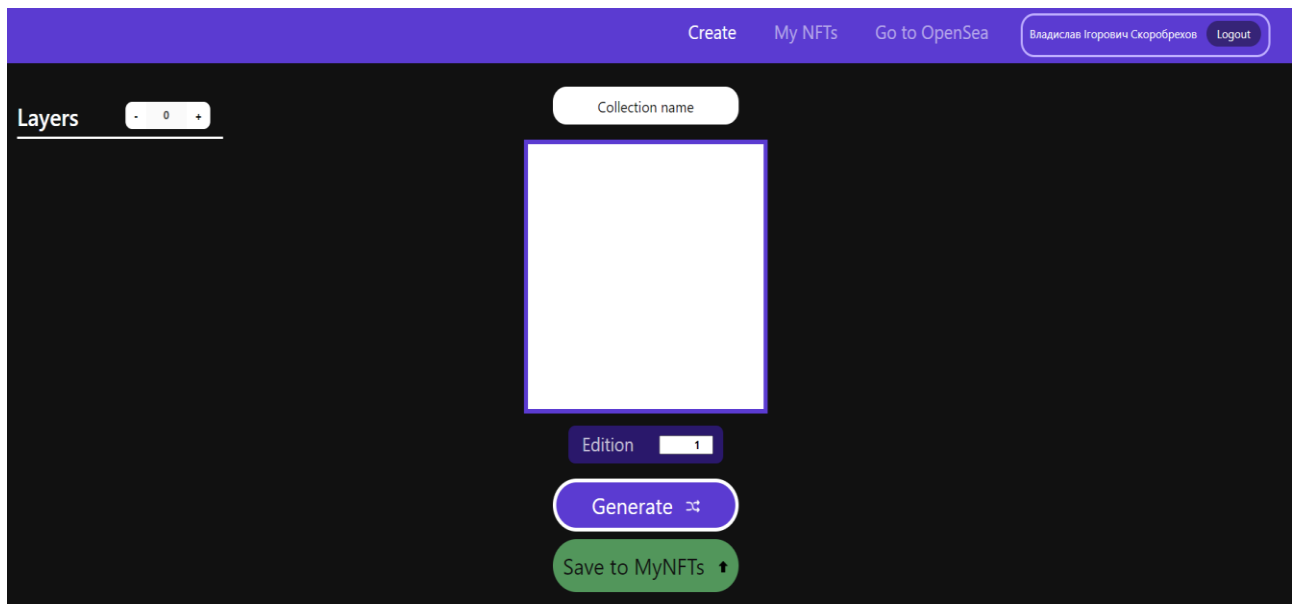 Create My NFTs Go to OpenSea Владислав Ігорович Скоробрехов Logout
Layers - 0 +
Collection name
Edition 1
Generate
Save to MyNFTs